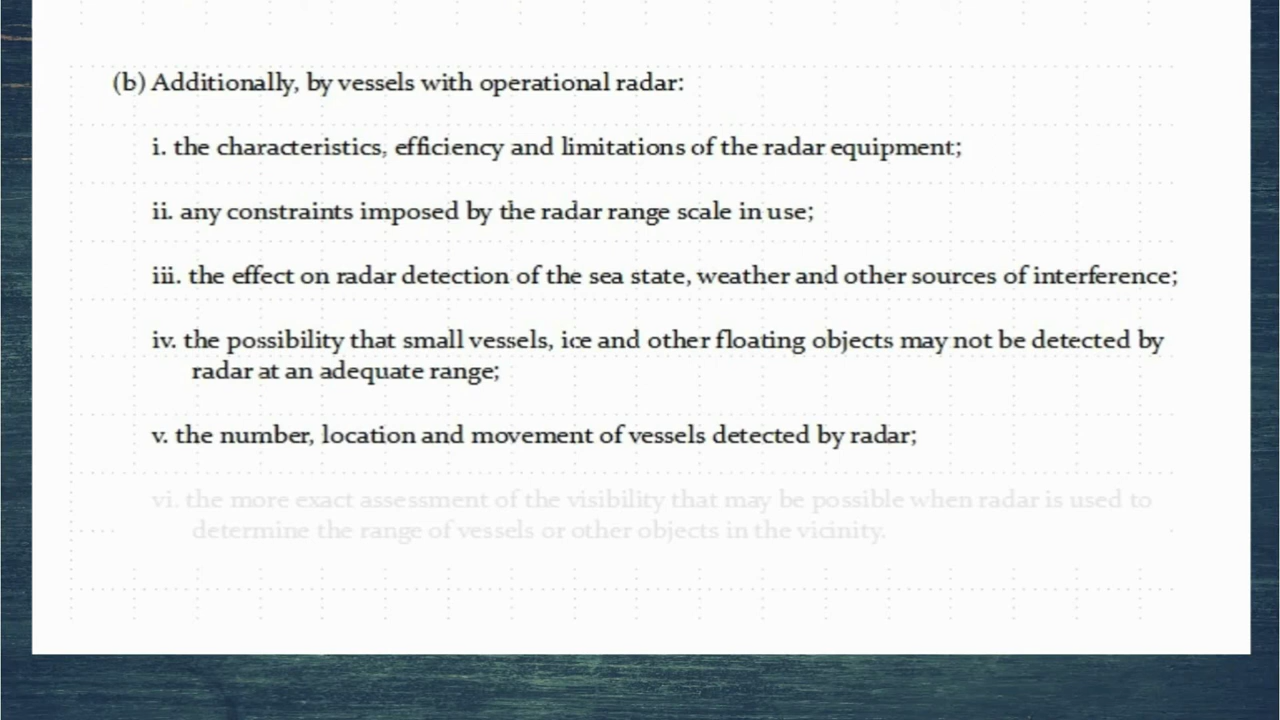 (b) Additionally, by vessels with operational radar:
i. the characteristics, efficiency and limitations of the radar equipment;
ii. any constraints imposed by the radar range scale in use;
iii. the effect on radar detection of the sea state, weather and other sources of interference;
iv. the possibility that small vessels, ice and other floating objects may not be detected by
radar at an adequate range;
v. the number, location and movement of vessels detected by radar;
vi. the more exact assessment of the visibility that may be possible when radar is used to
determine the range of vessels or other objects in the vicinity.